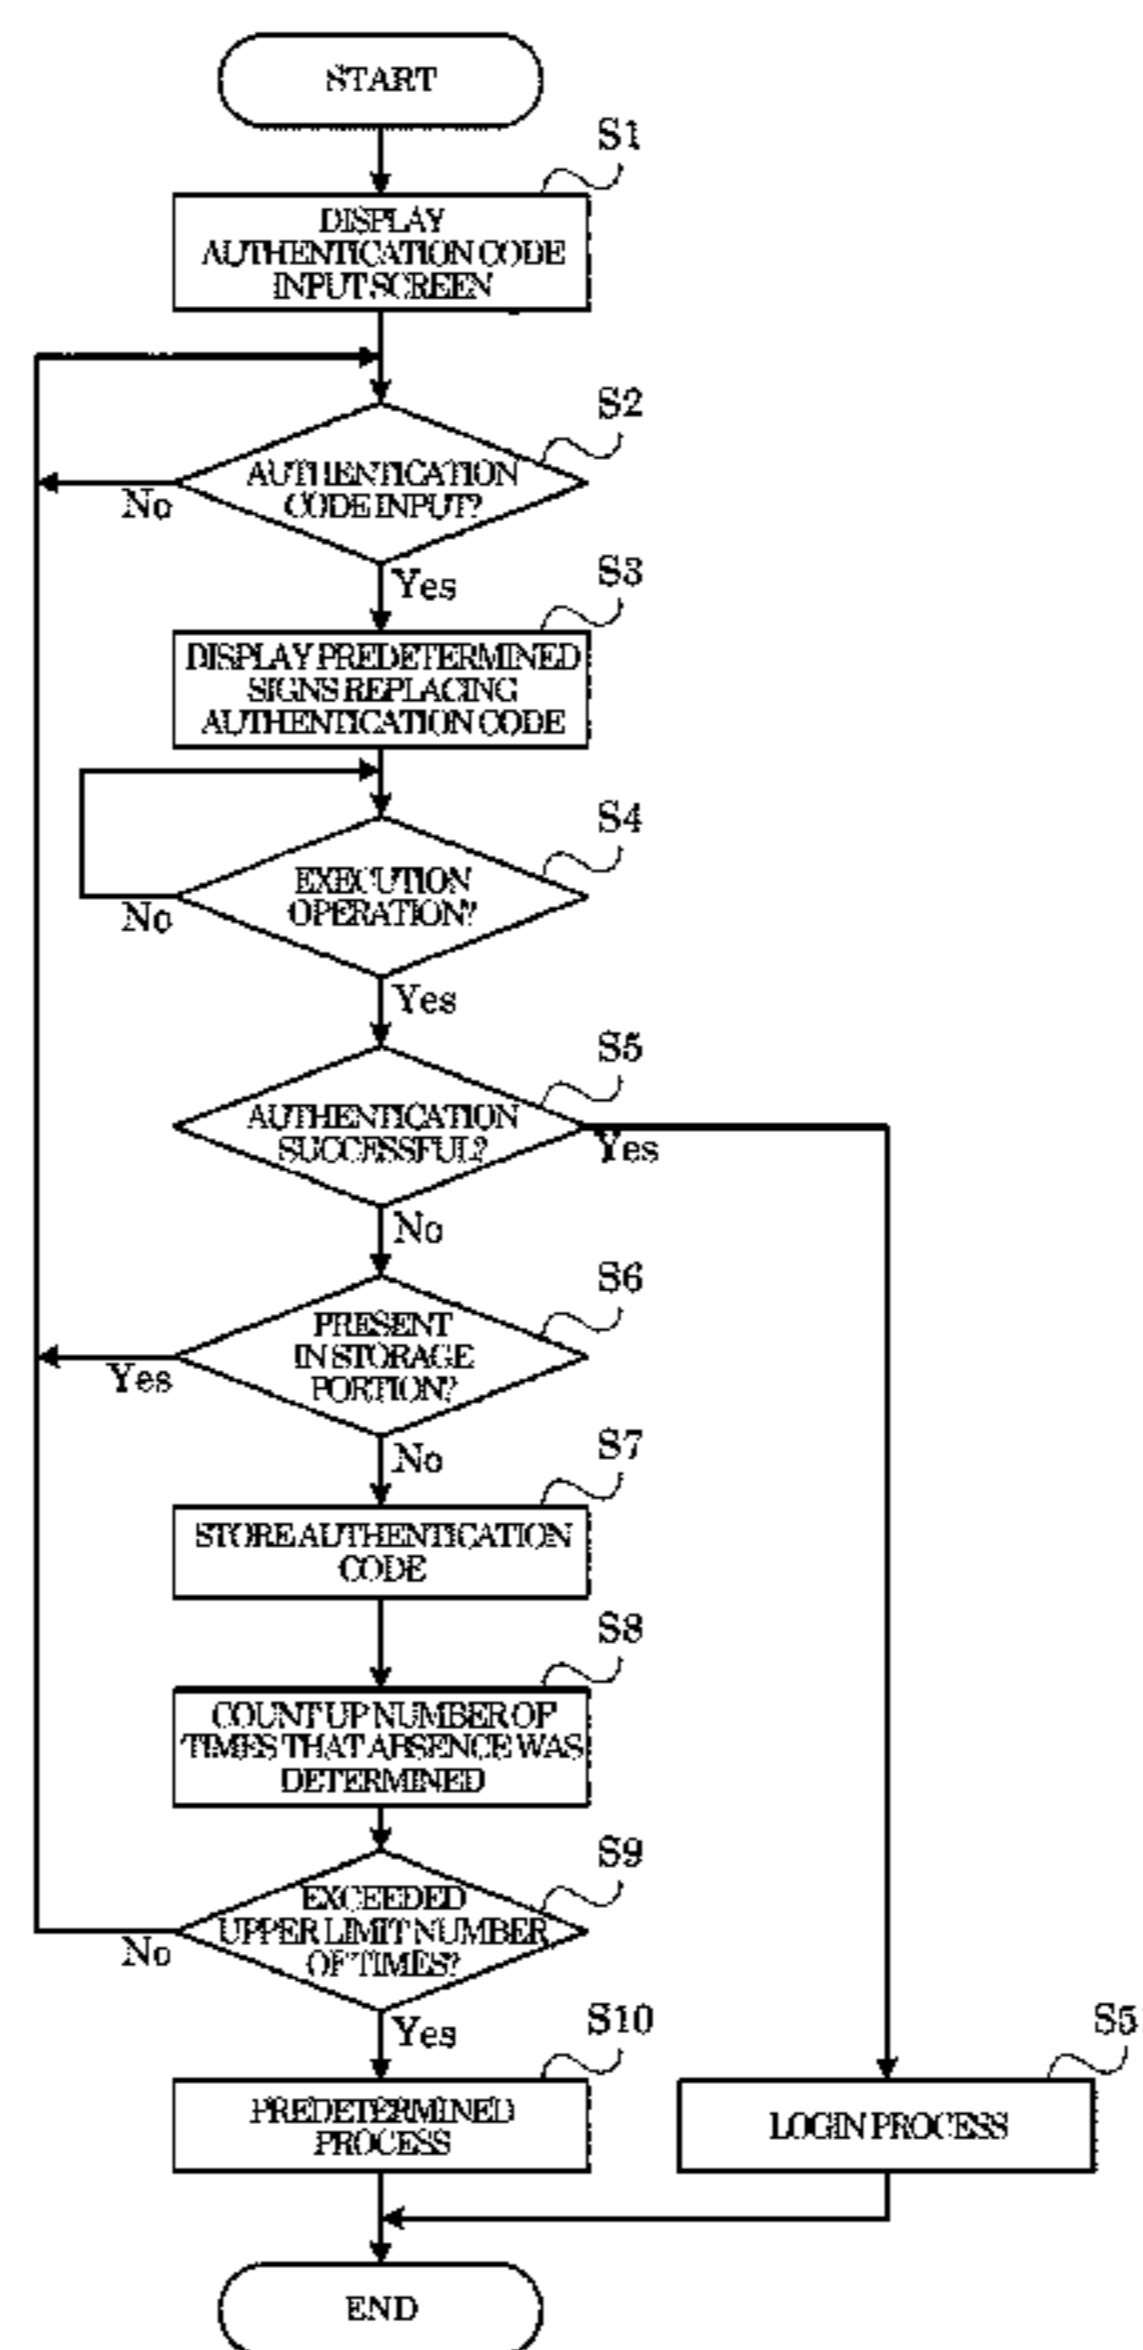 START
S1
DISPLAY
AUTHENTICATION CODE
INPUT SCREEN
S2
AUTHENTICATION
CODE INPUT?
No
Yes
S3
DISPLAY PREDETERMINED
SIGNS REPLACING
AUTHENTICATION CODE
S4
EXECUTION
OPERATION?
No
Yes
S5
AUTHENTICATION
SUCCESSFUL?
Yes
No
S6
PRESENT
IN STORAGE
PORTION?
Yes
No
S7
STORE AUTHENTICATION
CODE
S8
COUNT UP NUMBER OF
TIMES THAT ABSENCE WAS
DETERMINED
S9
EXCEEDED
UPPER LIMIT NUMBER
OF TIMES?
No
Yes
S10
PREDETERMINED
PROCESS
S5
LOGIN PROCESS
END